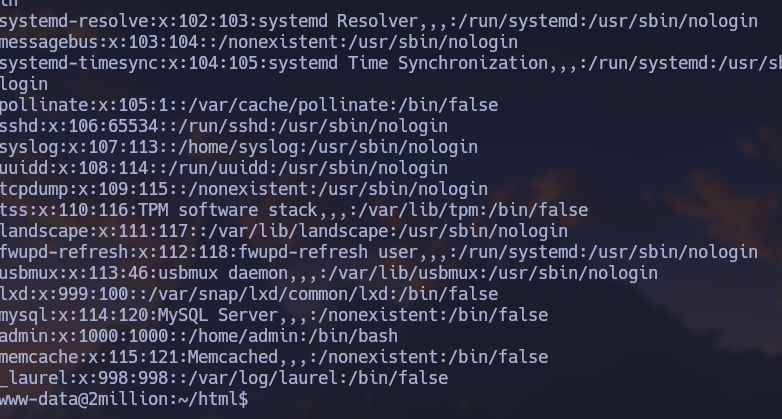 in
systemd-resolve:x:102:103:systemd Resolver,,,:/run/systemd:/usr/sbin/nologin
messagebus:x:103:104::/nonexistent:/usr/sbin/nologin
systemd-timesync:x:104:105:systemd Time Synchronization,,,:/run/systemd:/usr/sb
login
pollinate:x:105:1::/var/cache/pollinate:/bin/false
sshd:x:106:65534::/run/sshd:/usr/sbin/nologin
syslog:x:107:113::/home/syslog:/usr/sbin/nologin
uuidd:x:108:114::/run/uuidd:/usr/sbin/nologin
tcpdump:x:109:115::/nonexistent:/usr/sbin/nologin
tss:x:110:116:TPM software stack,,,:/var/lib/tpm:/bin/false
landscape:x:111:117::/var/lib/landscape:/usr/sbin/nologin
fwupd-refresh:x:112:118:fwupd-refresh user,,,:/run/systemd:/usr/sbin/nologin
usbmux:x:113:46:usbmux daemon,,,:/var/lib/usbmux:/usr/sbin/nologin
lxd:x:999:100::/var/snap/lxd/common/lxd:/bin/false
mysql:x:114:120:MySQL Server,,,:/nonexistent:/bin/false
admin:x:1000:1000::/home/admin:/bin/bash
memcache:x:115:121:Memcached,,,:/nonexistent:/bin/false
_laurel:x:998:998::/var/log/laurel:/bin/false
www-data@2million:~/html$